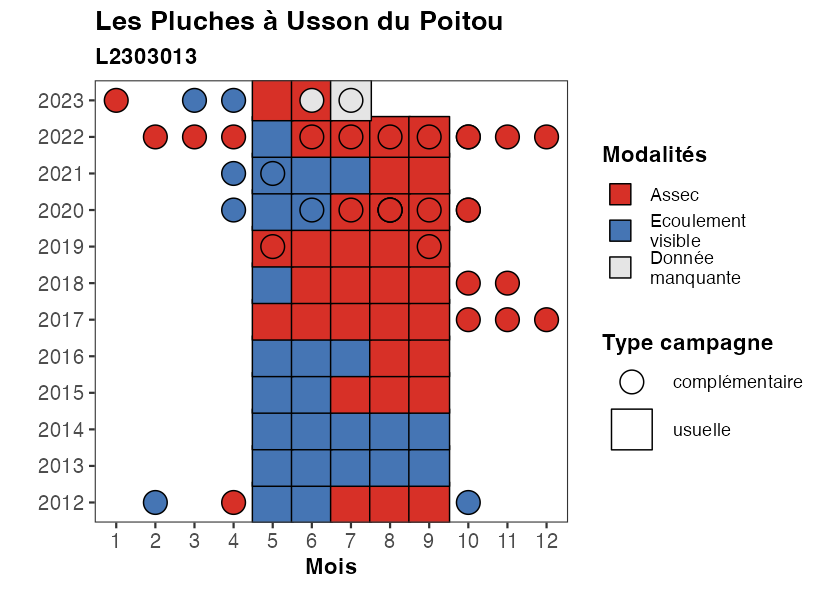 Les Pluches à Usson du Poitou
L2303013
2023
2022
2021
2020
2019
2018
2017
2016
2015
2014
2013
2012
1 2 3 4 5 6 7 8 9 10 11 12
Mois
Modalités
Assec
Ecoulement
visible
Donnée
manquante
Type campagne
complémentaire
usuelle